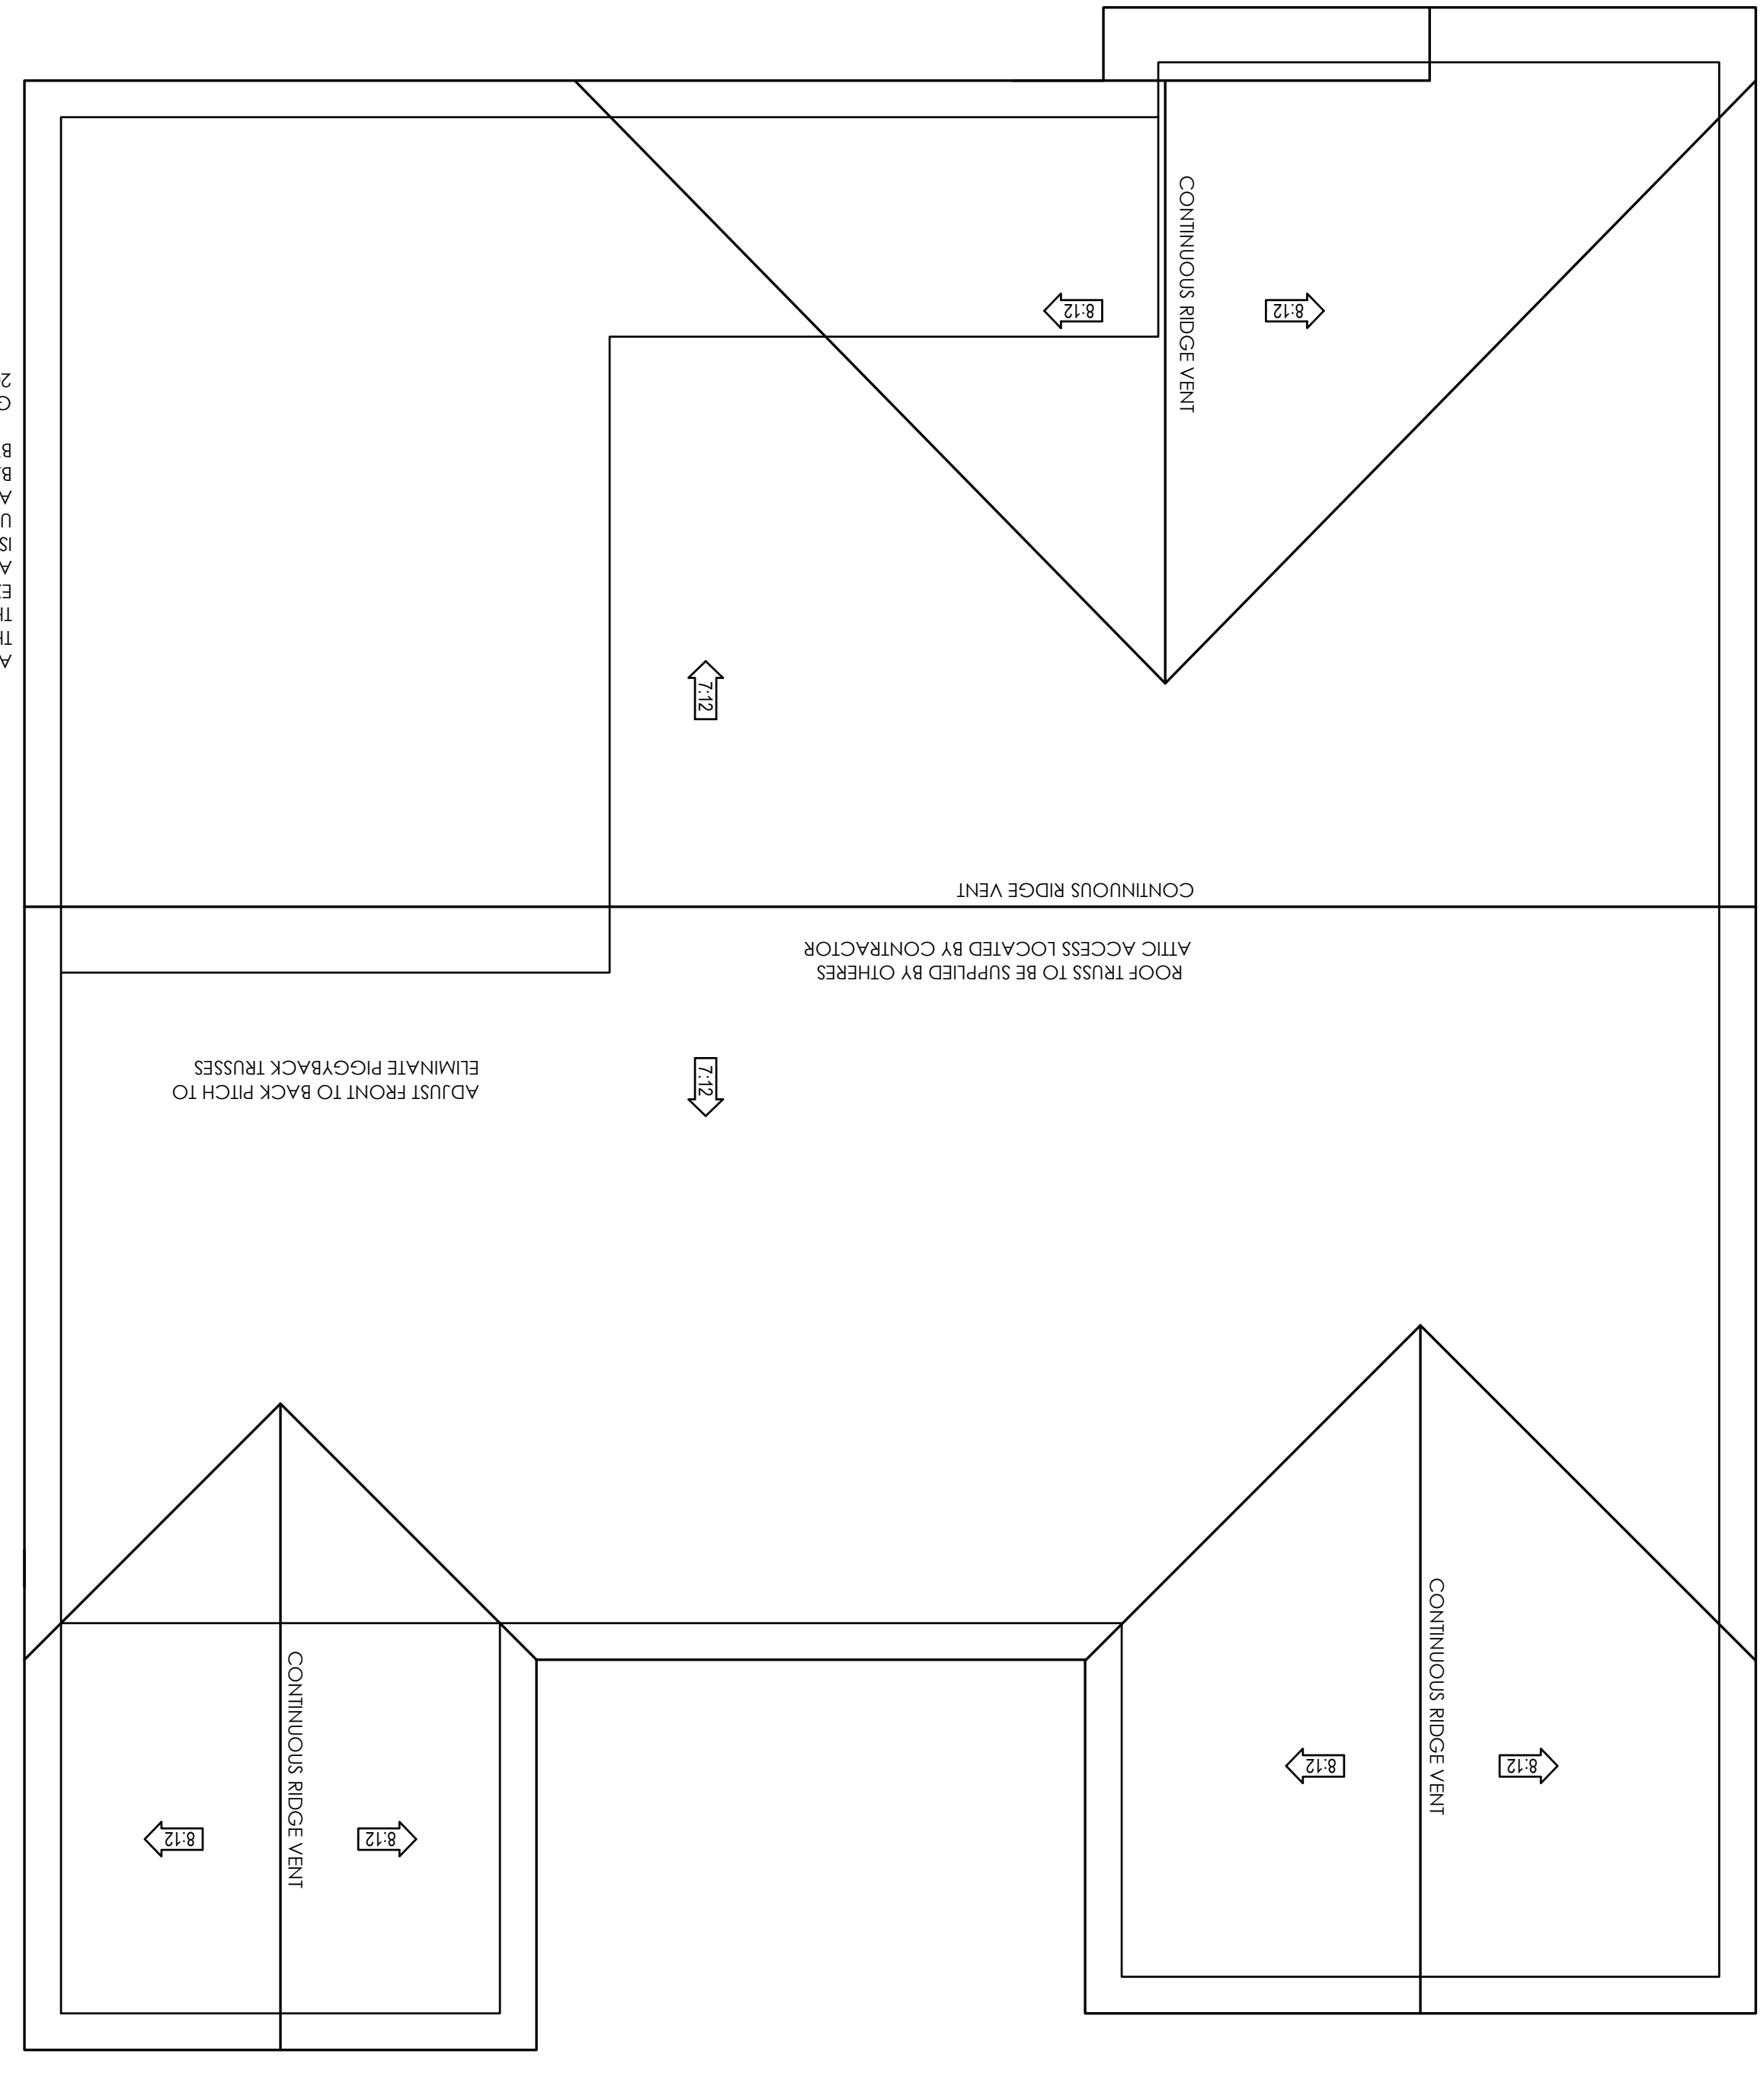 CONTINUOUS RIDGE VENT
8:12
8:12
7:12
CONTINUOUS RIDGE VENT
ATTIC ACCESS LOCATED BY CONTRACTOR
ROOF TRUSS TO BE SUPPLIED BY OTHERES
7:12
ADJUST FRONT TO BACK PITCH TO
ELIMINATE PIGGYBACK TRUSSES
CONTINUOUS RIDGE VENT
8:12
8:12
CONTINUOUS RIDGE VENT
8:12
8:12